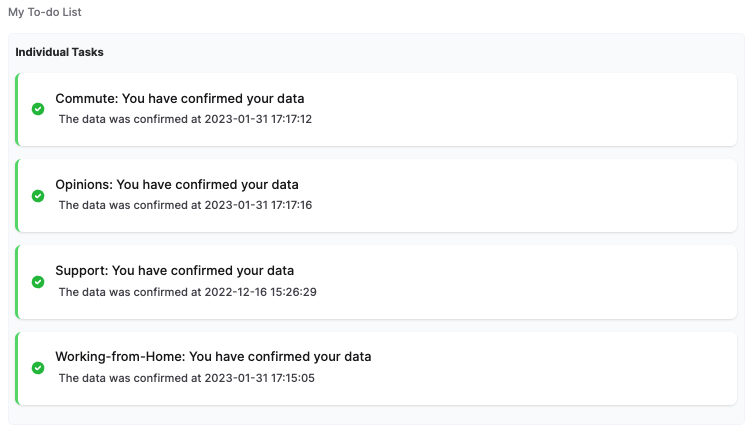 My To-do List
Individual Tasks
Commute: You have confirmed your data
The data was confirmed at 2023-01-31 17:17:12
Opinions: You have confirmed your data
The data was confirmed at 2023-01-31 17:17:16
Support: You have confirmed your data
The data was confirmed at 2022-12-16 15:26:29
Working-from-Home: You have confirmed your data
The data was confirmed at 2023-01-31 17:15:05